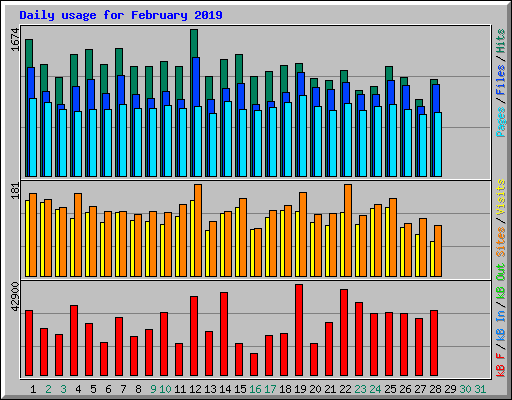 Daily usage for February 2019
1674
Pages / Files / Hits
181
Sites / Visits
42900
kB F / kB In / kB Out
1 2 3 4 5 6 7 8 9 10 11 12 13 14 15 16 17 18 19 20 21 22 23 24 25 26 27 28 29 30 31